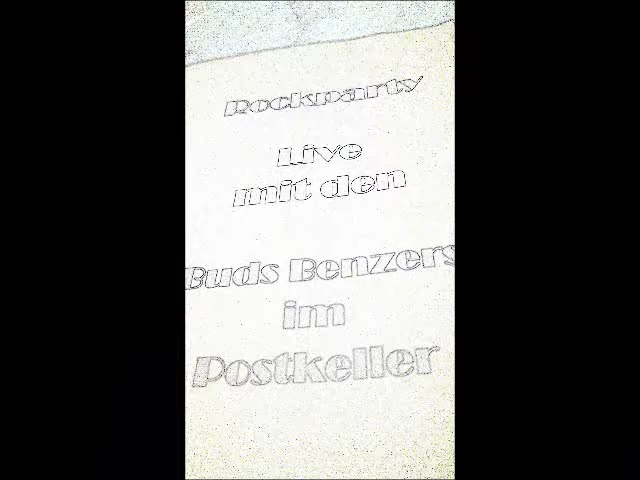 Rockparty
Live
mit den
Buds Benzers
im
Postkeller